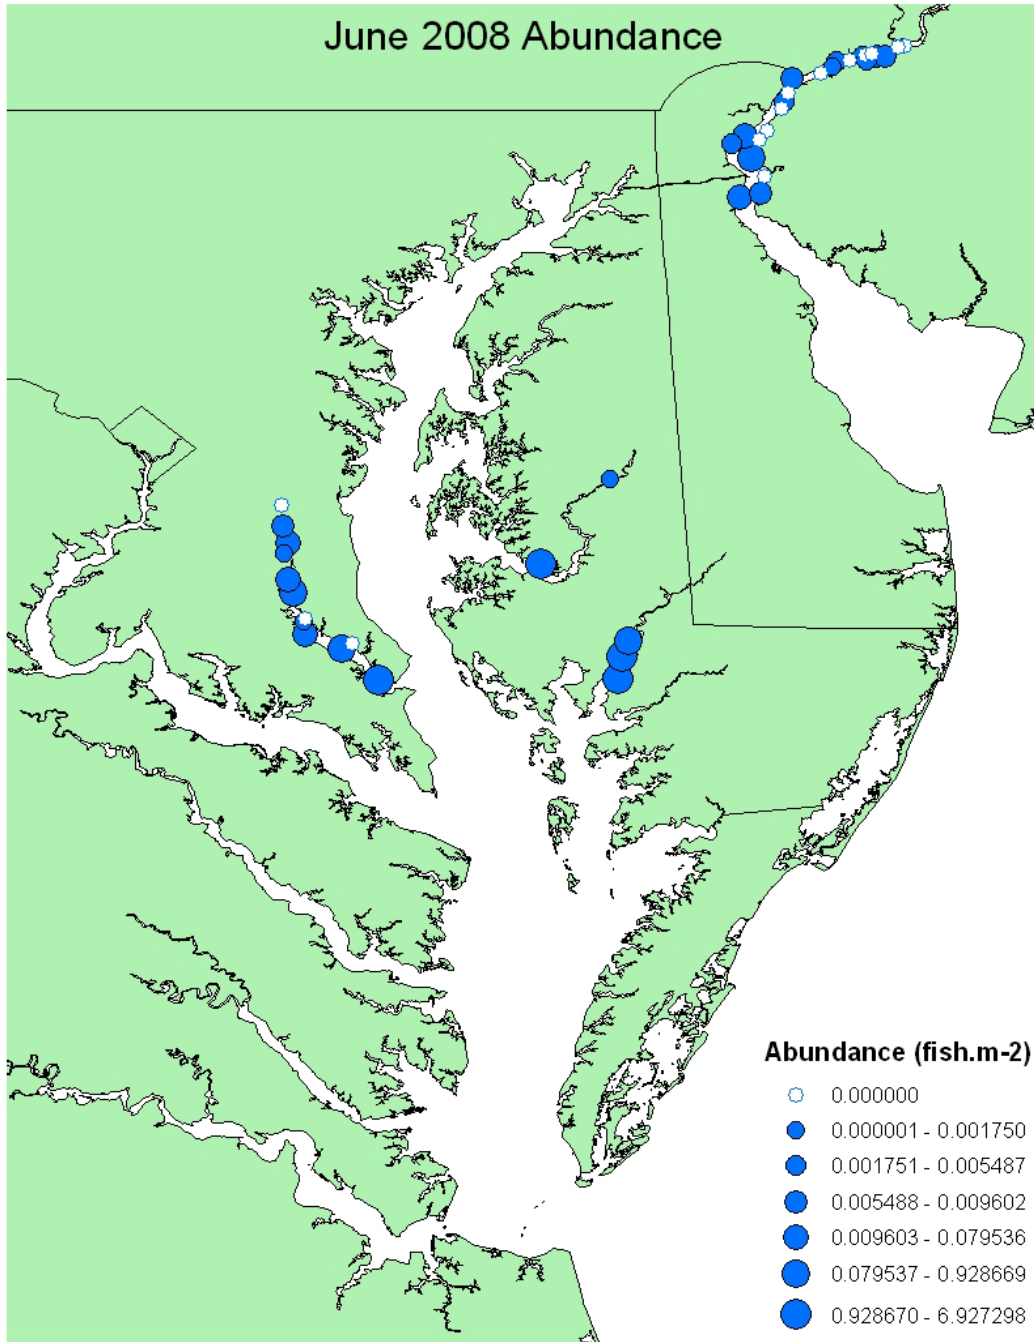 June 2008 Abundance
Abundance (fish.m-2)
0.000000
0.000001 - 0.001750
0.001751 - 0.005487
0.005488 - 0.009602
0.009603 - 0.079536
0.079537 - 0.928669
0.928670 - 6.927298